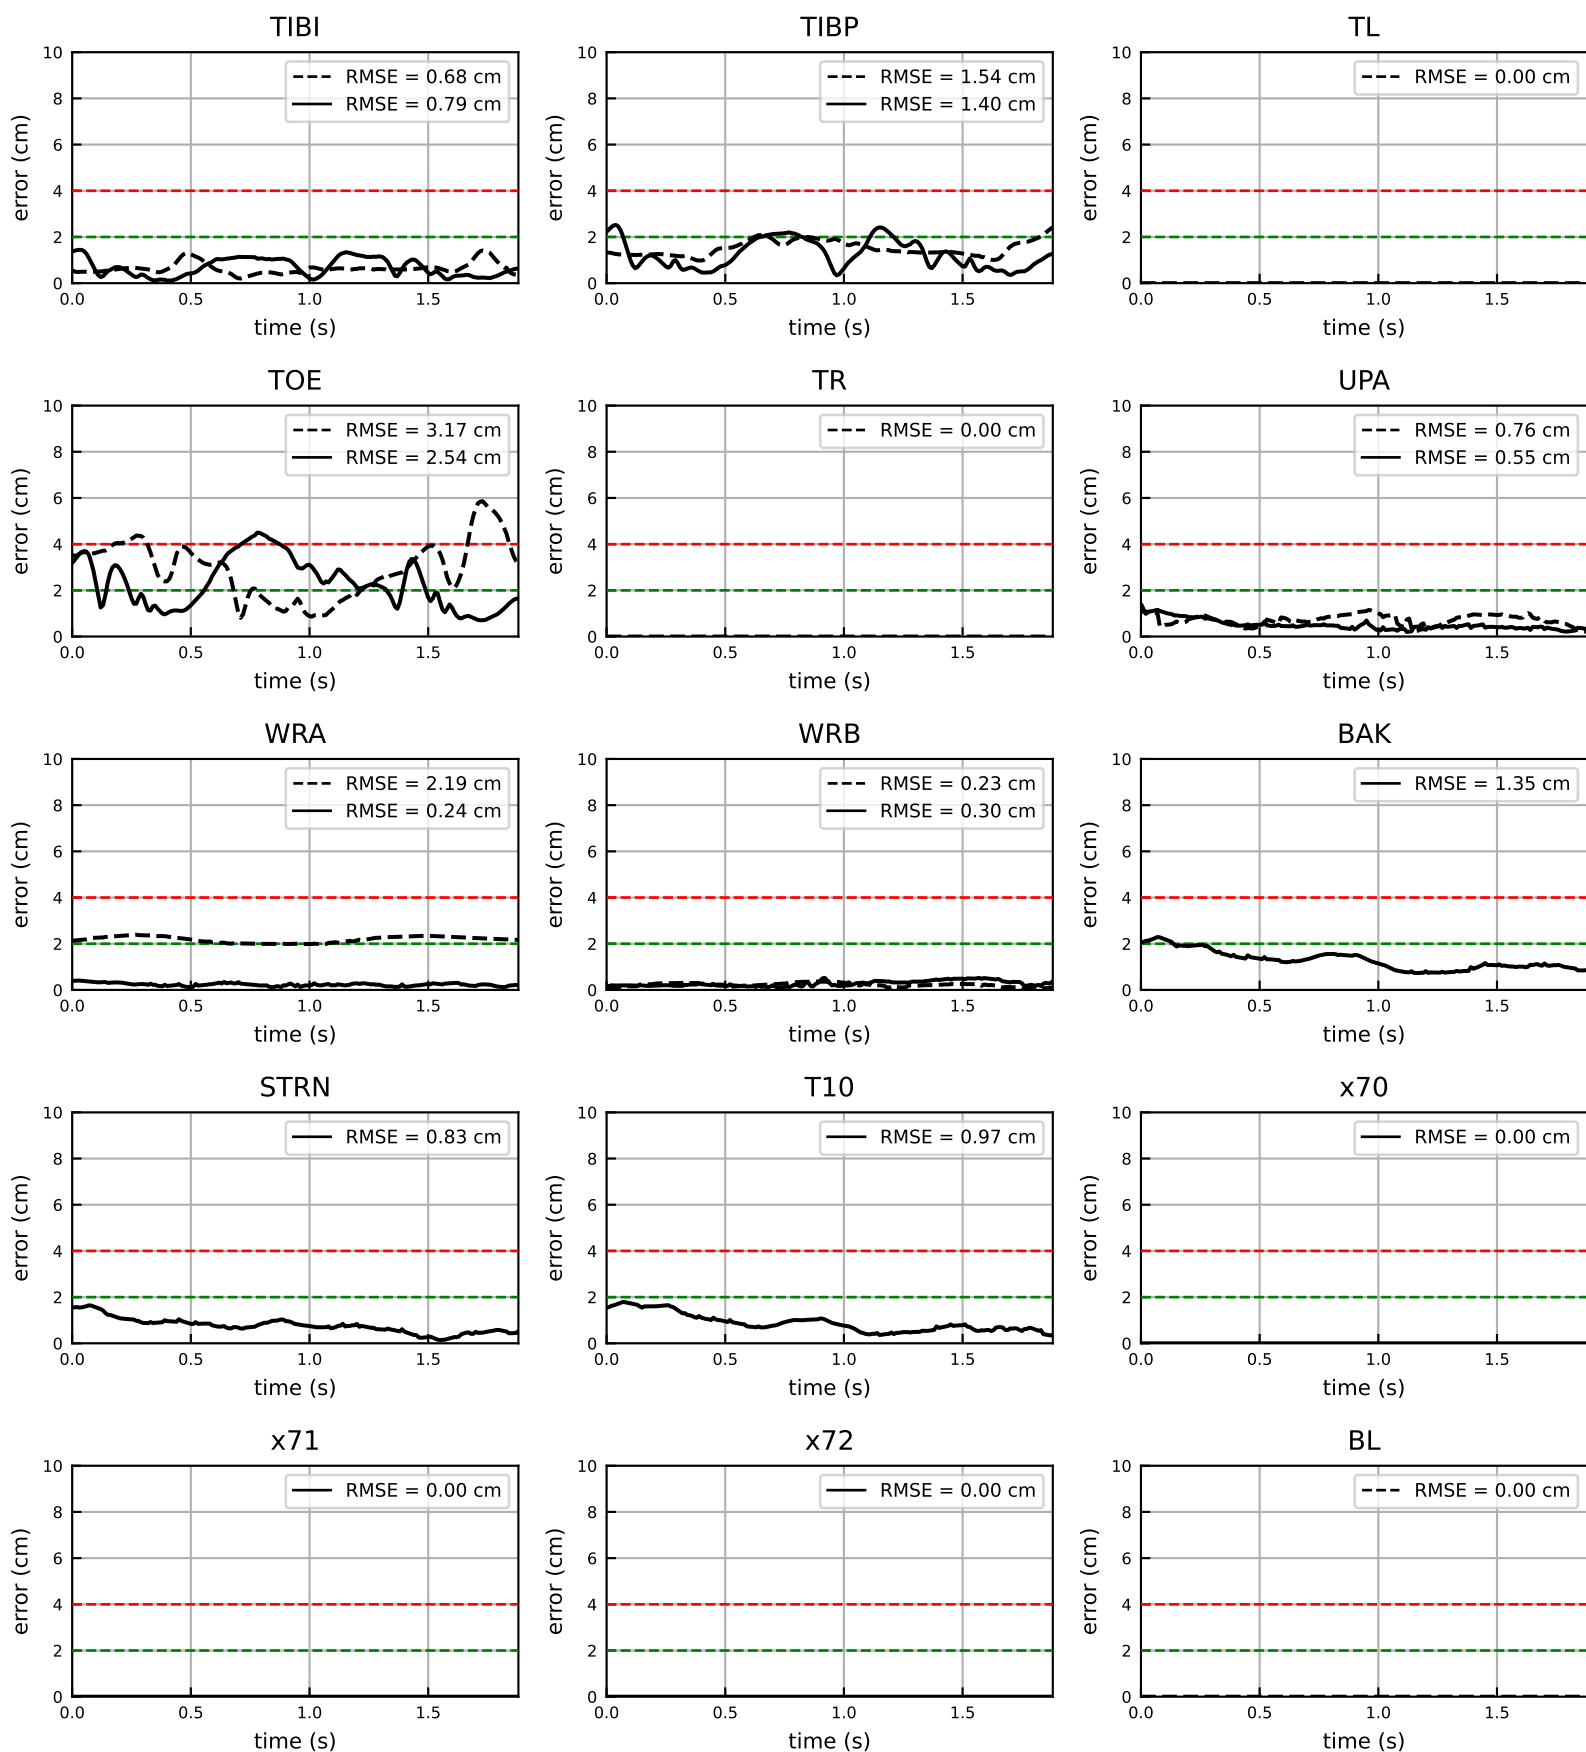 TIBI
10
8
6
4
2
0
0.0 0.5 1.0 1.5
error (cm)
time (s)
RMSE = 0.68 cm
RMSE = 0.79 cm
TIBP
10
8
6
4
2
0
0.0 0.5 1.0 1.5
error (cm)
time (s)
RMSE = 1.54 cm
RMSE = 1.40 cm
TL
10
8
6
4
2
0
0.0 0.5 1.0 1.5
error (cm)
time (s)
RMSE = 0.00 cm
TOE
10
8
6
4
2
0
0.0 0.5 1.0 1.5
error (cm)
time (s)
RMSE = 3.17 cm
RMSE = 2.54 cm
TR
10
8
6
4
2
0
0.0 0.5 1.0 1.5
error (cm)
time (s)
RMSE = 0.00 cm
UPA
10
8
6
4
2
0
0.0 0.5 1.0 1.5
error (cm)
time (s)
RMSE = 0.76 cm
RMSE = 0.55 cm
WRA
10
8
6
4
2
0
0.0 0.5 1.0 1.5
error (cm)
time (s)
RMSE = 2.19 cm
RMSE = 0.24 cm
WRB
10
8
6
4
2
0
0.0 0.5 1.0 1.5
error (cm)
time (s)
RMSE = 0.23 cm
RMSE = 0.30 cm
BAK
10
8
6
4
2
0
0.0 0.5 1.0 1.5
error (cm)
time (s)
RMSE = 1.35 cm
STRN
10
8
6
4
2
0
0.0 0.5 1.0 1.5
error (cm)
time (s)
RMSE = 0.83 cm
T10
10
8
6
4
2
0
0.0 0.5 1.0 1.5
error (cm)
time (s)
RMSE = 0.97 cm
x70
10
8
6
4
2
0
0.0 0.5 1.0 1.5
error (cm)
time (s)
RMSE = 0.00 cm
x71
10
8
6
4
2
0
0.0 0.5 1.0 1.5
error (cm)
time (s)
RMSE = 0.00 cm
x72
10
8
6
4
2
0
0.0 0.5 1.0 1.5
error (cm)
time (s)
RMSE = 0.00 cm
BL
10
8
6
4
2
0
0.0 0.5 1.0 1.5
error (cm)
time (s)
RMSE = 0.00 cm